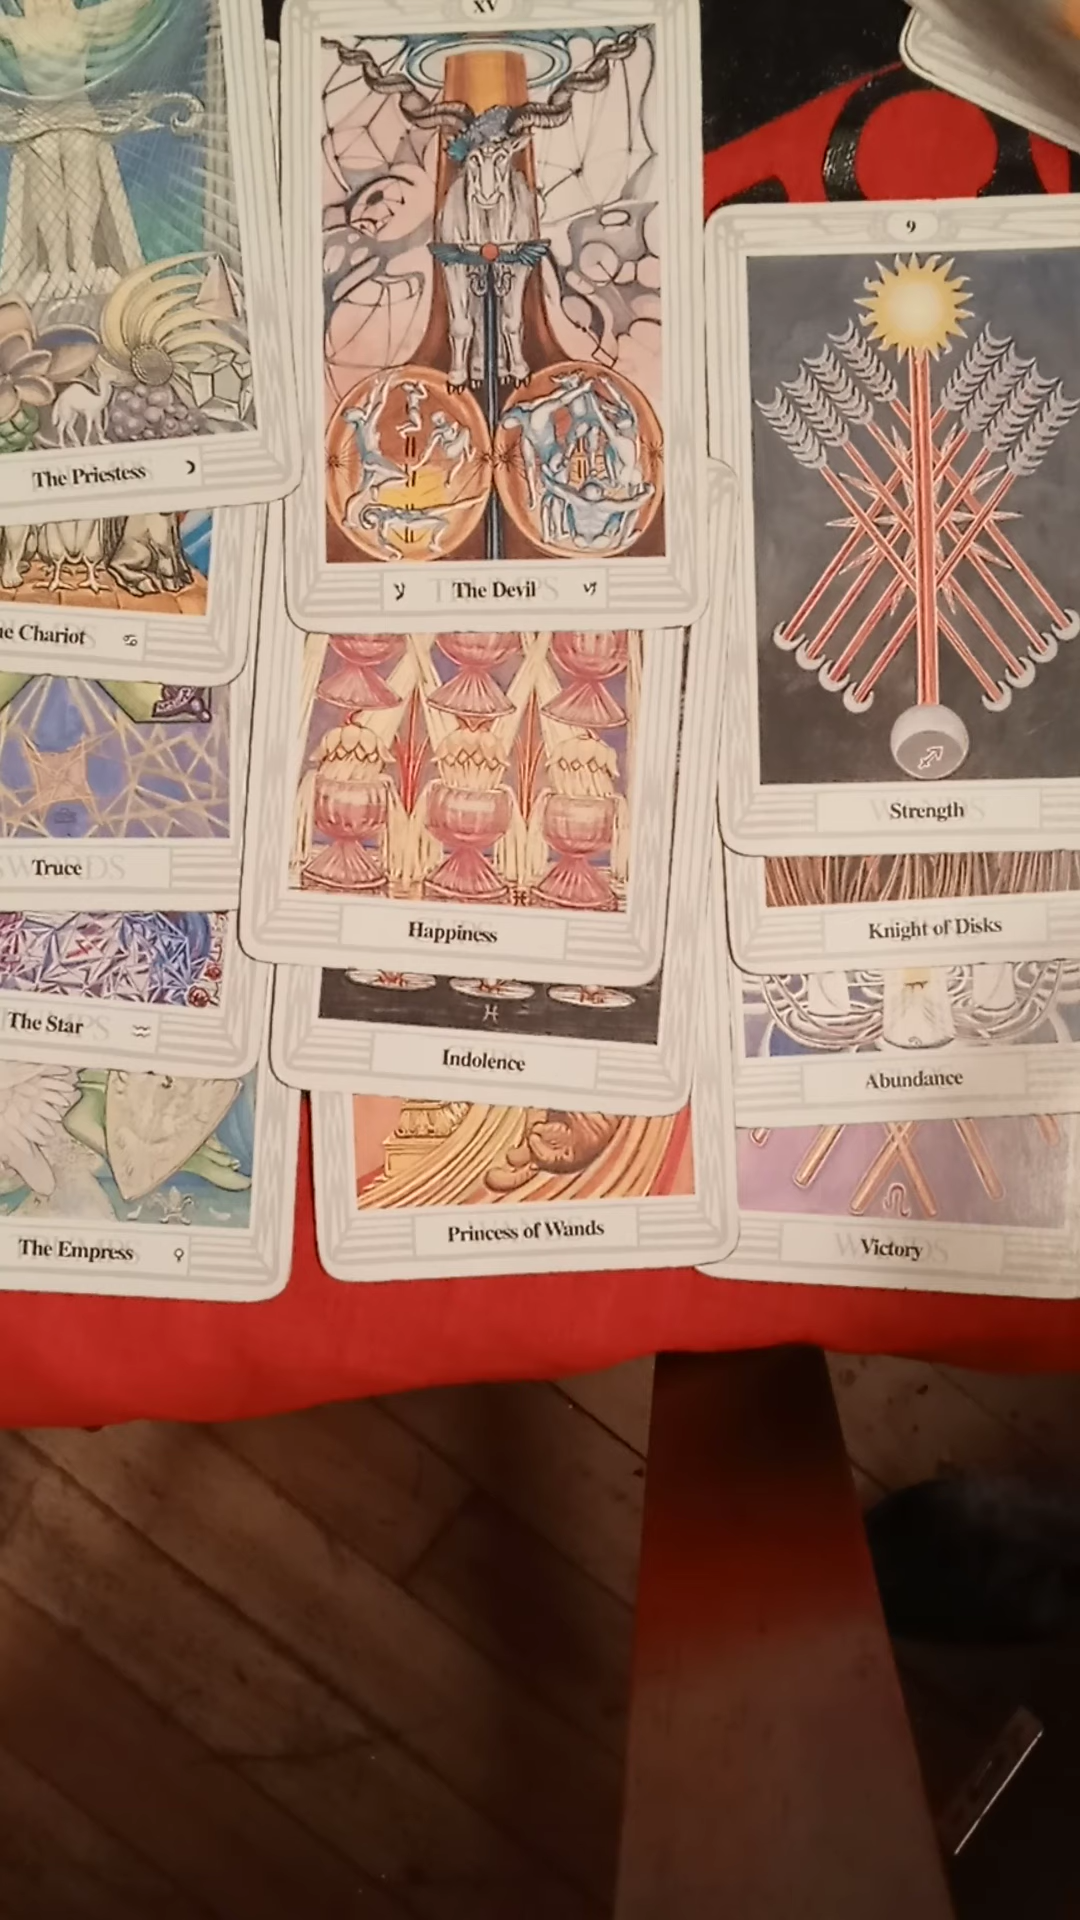 XV
The Priestess
The Devil
9
e Chariot
Strength
Truce
Happiness
Knight of Disks
The Star
Indolence
Abundance
The Empress
Princess of Wands
Victory